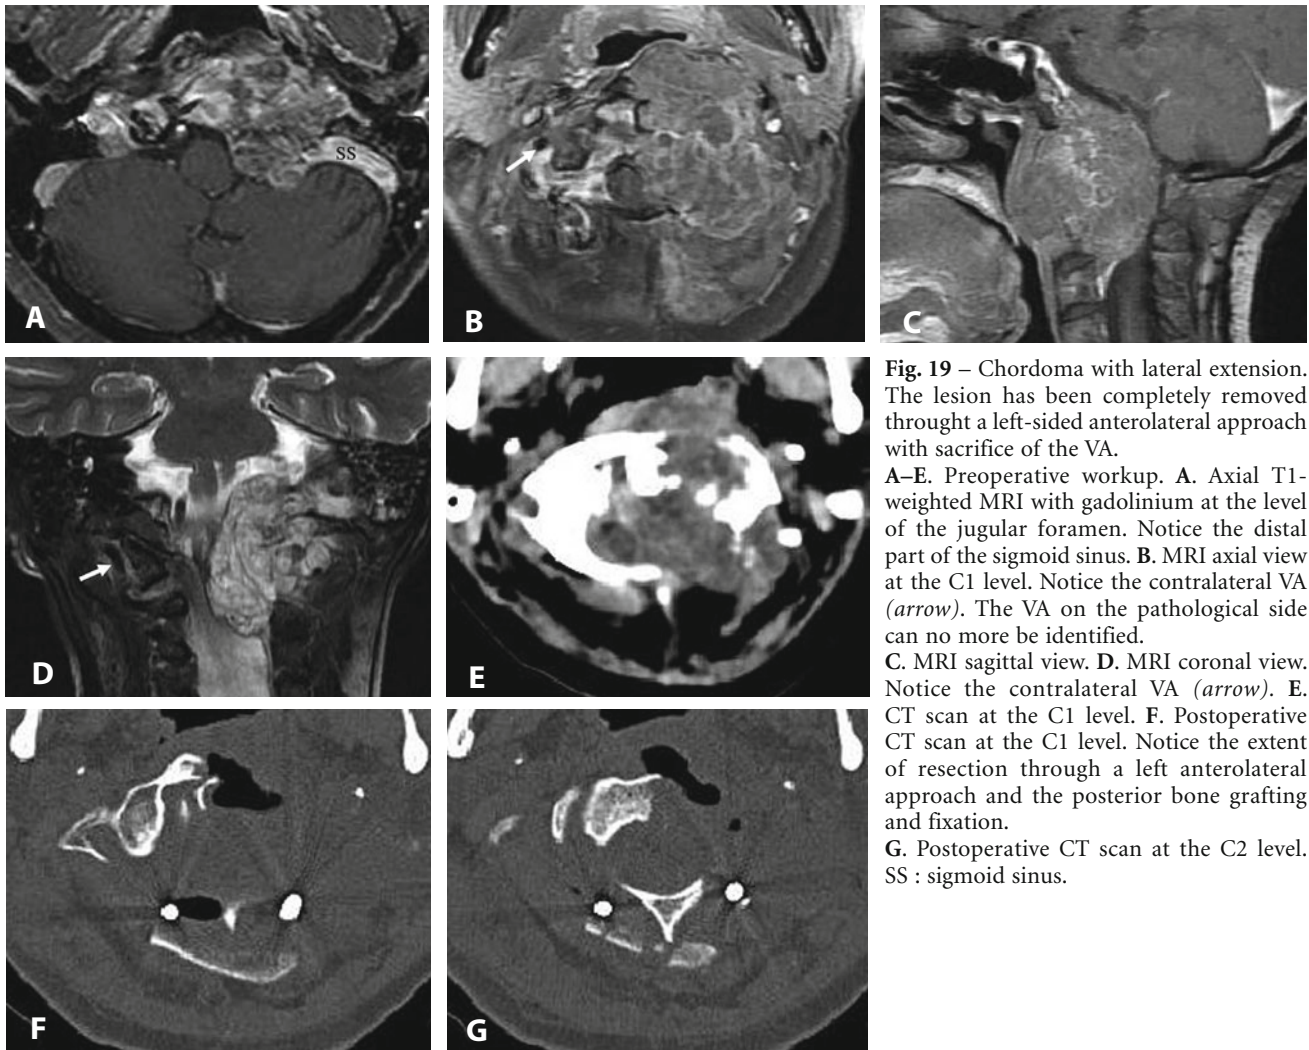 A
SS
B
C
D
E
F
G
Fig. 19 – Chordoma with lateral extension.
The lesion has been completely removed
throught a left-sided anterolateral approach
with sacrifice of the VA.
A–E. Preoperative workup. A. Axial T1-
weighted MRI with gadolinium at the level
of the jugular foramen. Notice the distal
part of the sigmoid sinus. B. MRI axial view
at the C1 level. Notice the contralateral VA
(arrow). The VA on the pathological side
can no more be identified.
C. MRI sagittal view. D. MRI coronal view.
Notice the contralateral VA (arrow). E.
CT scan at the C1 level. F. Postoperative
CT scan at the C1 level. Notice the extent
of resection through a left anterolateral
approach and the posterior bone grafting
and fixation.
G. Postoperative CT scan at the C2 level.
SS : sigmoid sinus.